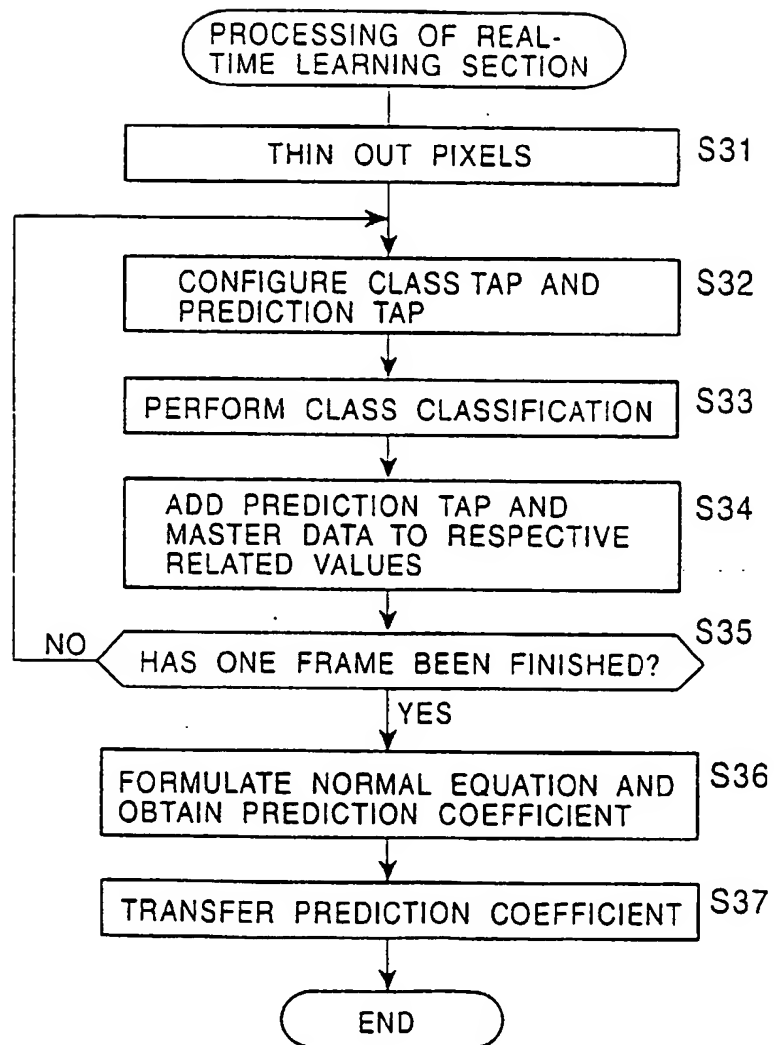 PROCESSING OF REAL-
TIME LEARNING SECTION
THIN OUT PIXELS
S31
CONFIGURE CLASS TAP AND
PREDICTION TAP
S32
PERFORM CLASS CLASSIFICATION
S33
ADD PREDICTION TAP AND
MASTER DATA TO RESPECTIVE
RELATED VALUES
S34
S35
NO
HAS ONE FRAME BEEN FINISHED?
YES
FORMULATE NORMAL EQUATION AND
OBTAIN PREDICTION COEFFICIENT
S36
TRANSFER PREDICTION COEFFICIENT
S37
END